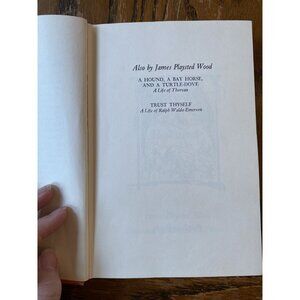 Also by James Playsted Wood
A HOUND, A BAY HORSE,
AND A TURTLE-DOVE
A Life of Thoreau
TRUST THYSELF
A Life of Ralph Waldo Emerson